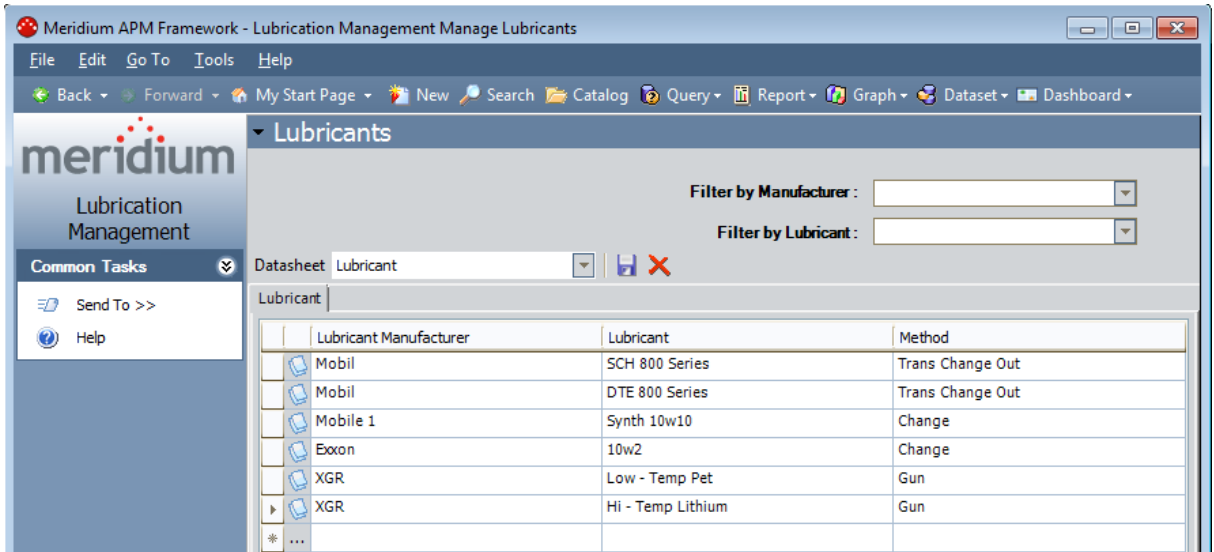 Meridium APM Framework - Lubrication Management Manage Lubricants
File Edit Go To Tools Help
Back Forward My Start Page New Search Catalog Query Report Graph Dataset Dashboard
meridium
Lubrication
Management
Common Tasks
Send To >>
Help
Lubricants
Filter by Manufacturer :
Filter by Lubricant :
Datasheet Lubricant
Lubricant
Lubricant Manufacturer Lubricant Method
Mobil SCH 800 Series Trans Change Out
Mobil DTE 800 Series Trans Change Out
Mobile 1 Synth 10w10 Change
Exxon 10w2 Change
XGR Low - Temp Pet Gun
XGR Hi - Temp Lithium Gun
* ...